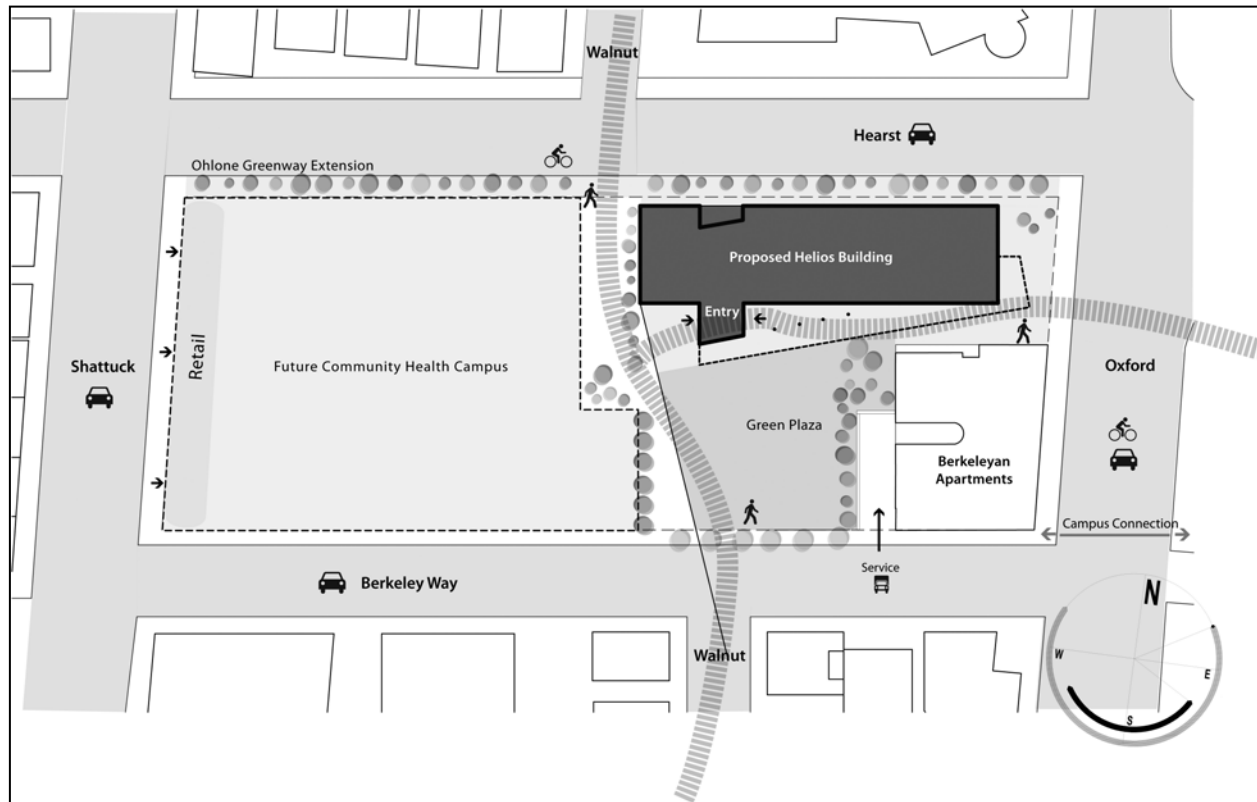 Walnut
Hearst
Ohlone Greenway Extension
Proposed Helios Building
Entry
Shattuck
Retail
Future Community Health Campus
Oxford
Green Plaza
Berkeleyan
Apartments
Campus Connection
Service
Berkeley Way
Walnut
N
W
E
S